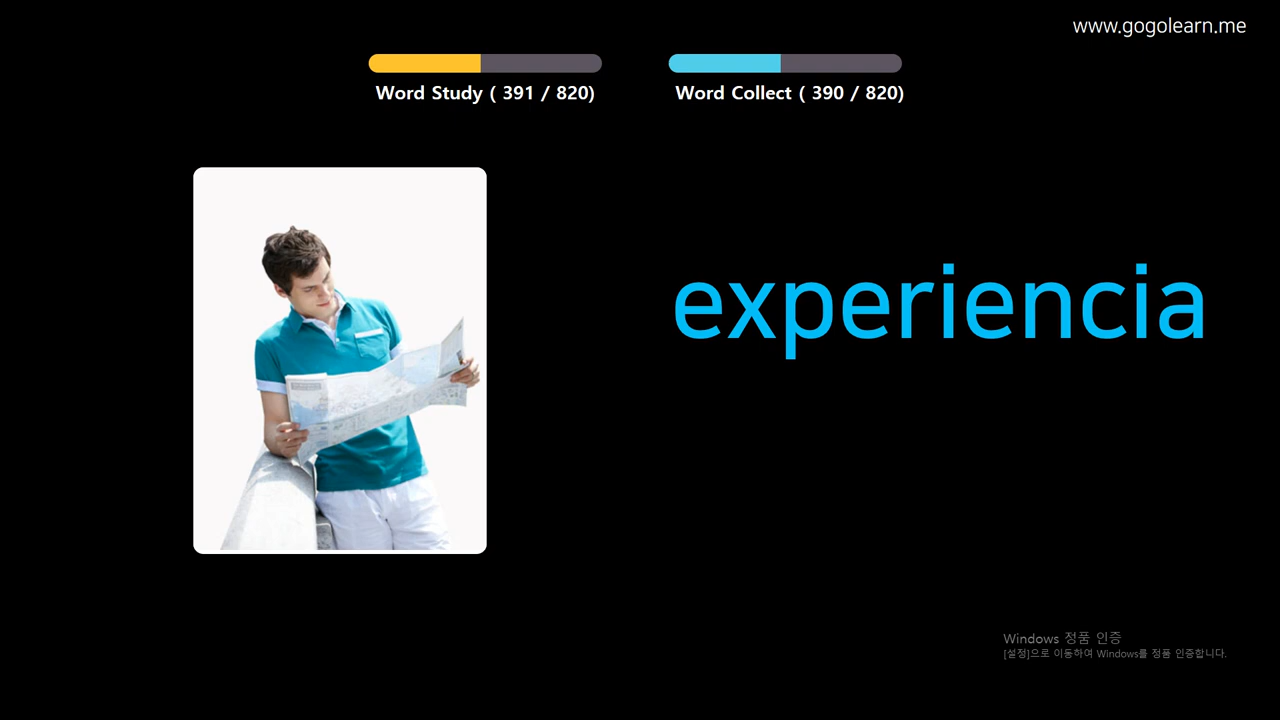 www.gogolearn.me
Word Study ( 391 / 820)
Word Collect ( 390 / 820)
experiencia
Windows 정품 인증
[설정]으로 이동하여 Windows를 정품 인증합니다.